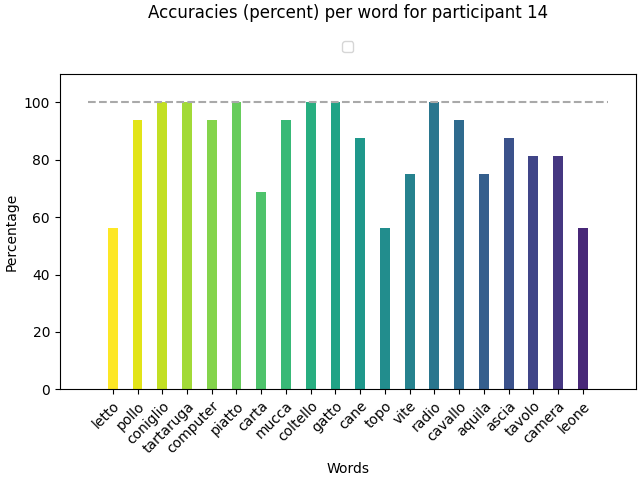 Accuracies (percent) per word for participant 14
100
80
60
40
20
0
Percentage
letto
pollo
coniglio
tartaruga
computer
piatto
carta
mucca
coltello
gatto
cane
topo
vite
radio
cavallo
aquila
ascia
tavolo
camera
leone
Words